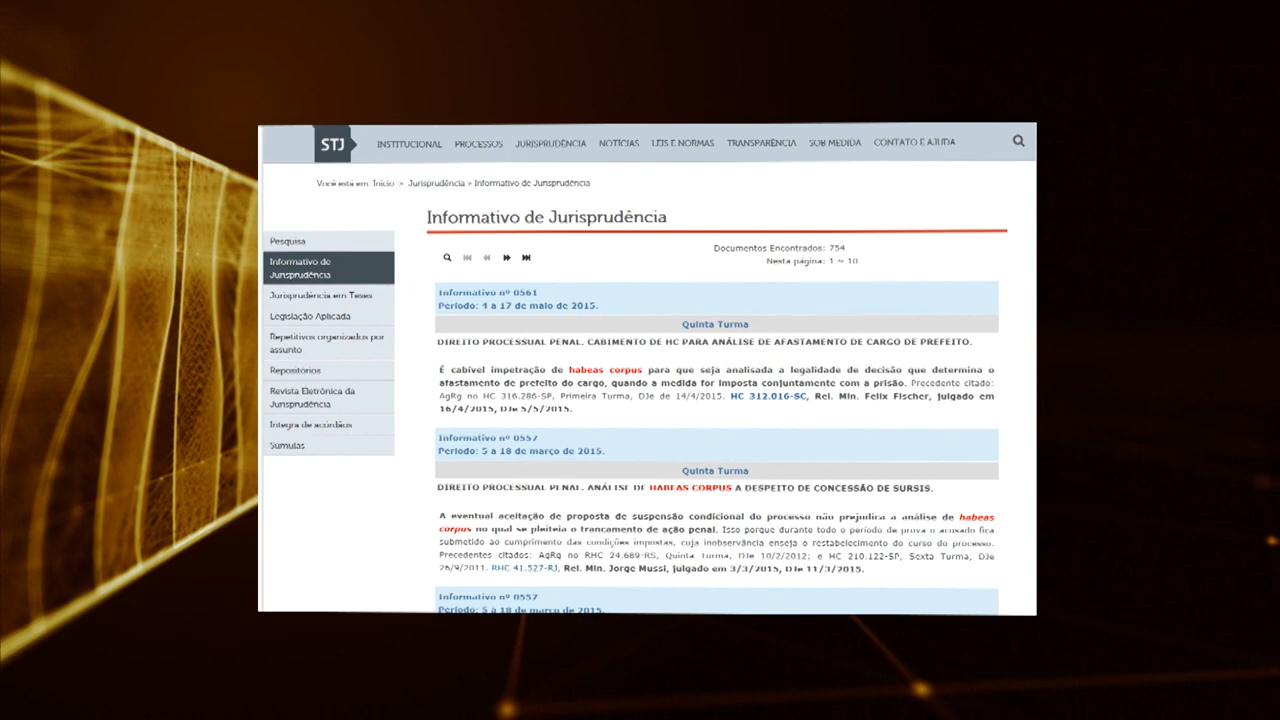 STJ INSTITUCIONAL PROCESSOS JURISPRUDÊNCIA NOTÍCIAS LEIS E NORMAS TRANSPARÊNCIA SOB MEDIDA CONTATO E AJUDA
Você está em: Início > Jurisprudência > Informativo de Jurisprudência
Informativo de Jurisprudência
Pesquisa
Informativo de
Jurisprudência
Jurisprudência em Teses
Legislação Aplicada
Repetitivos organizados por
assunto
Repositórios
Revista Eletrônica da
Jurisprudência
Íntegra de acórdãos
Súmulas
Documentos Encontrados: 754
Nesta página: 1 ~ 10
Informativo nº 0561
Período: 4 a 17 de maio de 2015.
Quinta Turma
DIREITO PROCESSUAL PENAL. CABIMENTO DE HC PARA ANÁLISE DE AFASTAMENTO DE CARGO DE PREFEITO.
É cabível impetração de habeas corpus para que seja analisada a legalidade de decisão que determina o
afastamento de prefeito do cargo, quando a medida for imposta conjuntamente com a prisão. Precedente citado:
AgRg no HC 316.286-SP, Primeira Turma, DJe de 14/4/2015. HC 312.016-SC, Rel. Min. Felix Fischer, julgado em
16/4/2015, DJe 5/5/2015.
Informativo nº 0557
Período: 5 a 18 de março de 2015.
Quinta Turma
DIREITO PROCESSUAL PENAL. ANÁLISE DE HABEAS CORPUS A DESPEITO DE CONCESSÃO DE SURSIS.
A eventual aceitação de proposta de suspensão condicional do processo não prejudica a análise de habeas
corpus no qual se pleiteia o trancamento de ação penal. Isso porque durante todo o período de prova o acusado fica
submetido ao cumprimento das condições impostas, cuja inobservância enseja o restabelecimento do curso do processo.
Precedentes citados: AgRg no RHC 24.689-RS, Quinta Turma, DJe 10/2/2012; e HC 210.122-SP, Sexta Turma, DJe
26/9/2011. RHC 41.527-RJ, Rel. Min. Jorge Mussi, julgado em 3/3/2015, DJe 11/3/2015.
Informativo nº 0557
Período: 5 a 18 de março de 2015.